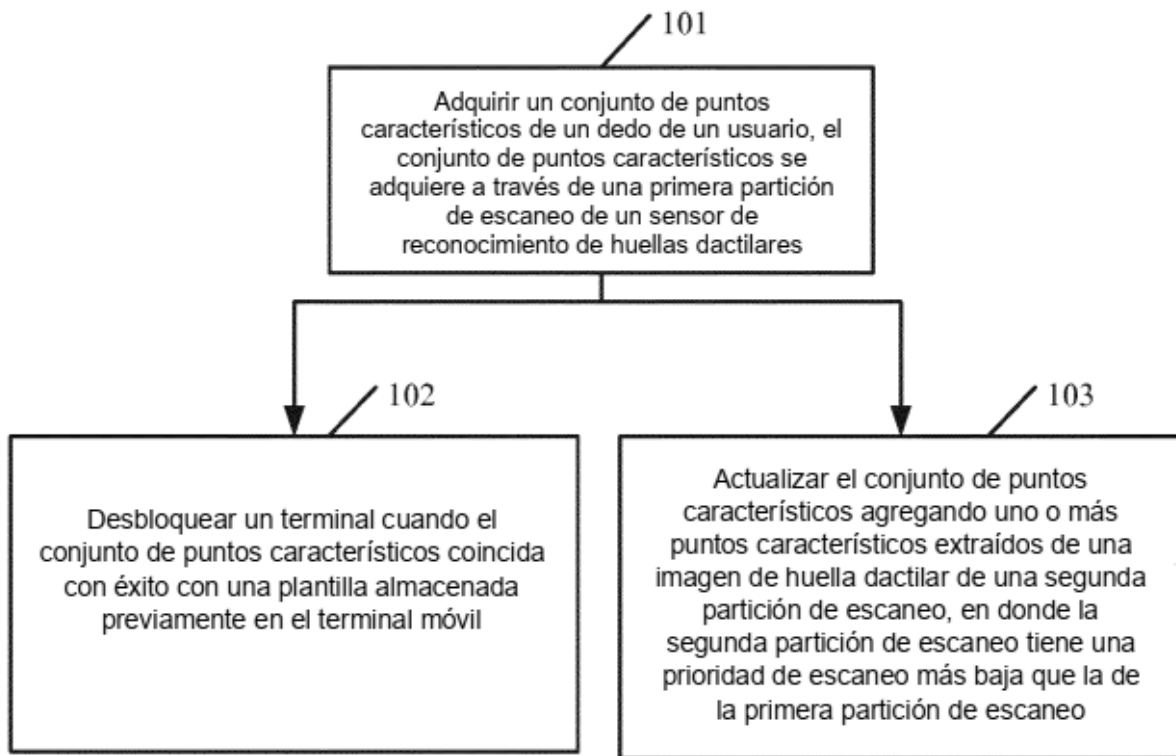 101
Adquirir un conjunto de puntos
característicos de un dedo de un usuario, el
conjunto de puntos característicos se
adquiere a través de una primera partición
de escaneo de un sensor de
reconocimiento de huellas dactilares
102
Desbloquear un terminal cuando el
conjunto de puntos característicos coincida
con éxito con una plantilla almacenada
previamente en el terminal móvil
103
Actualizar el conjunto de puntos
característicos agregando uno o más
puntos característicos extraídos de una
imagen de huella dactilar de una segunda
partición de escaneo, en donde la
segunda partición de escaneo tiene una
prioridad de escaneo más baja que la de
la primera partición de escaneo